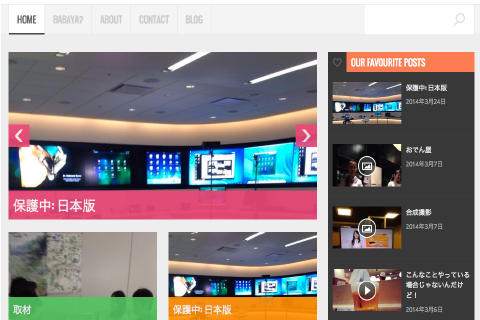 HOME
BABAYA?
ABOUT
CONTACT
BLOG
保護中: 日本版
取材
保護中: 日本版
OUR FAVOURITE POSTS
保護中: 日本版
2014年3月24日
おでん屋
2014年3月7日
合成撮影
2014年3月7日
こんなことやっている
場合じゃないんだけ
ど！
2014年3月6日